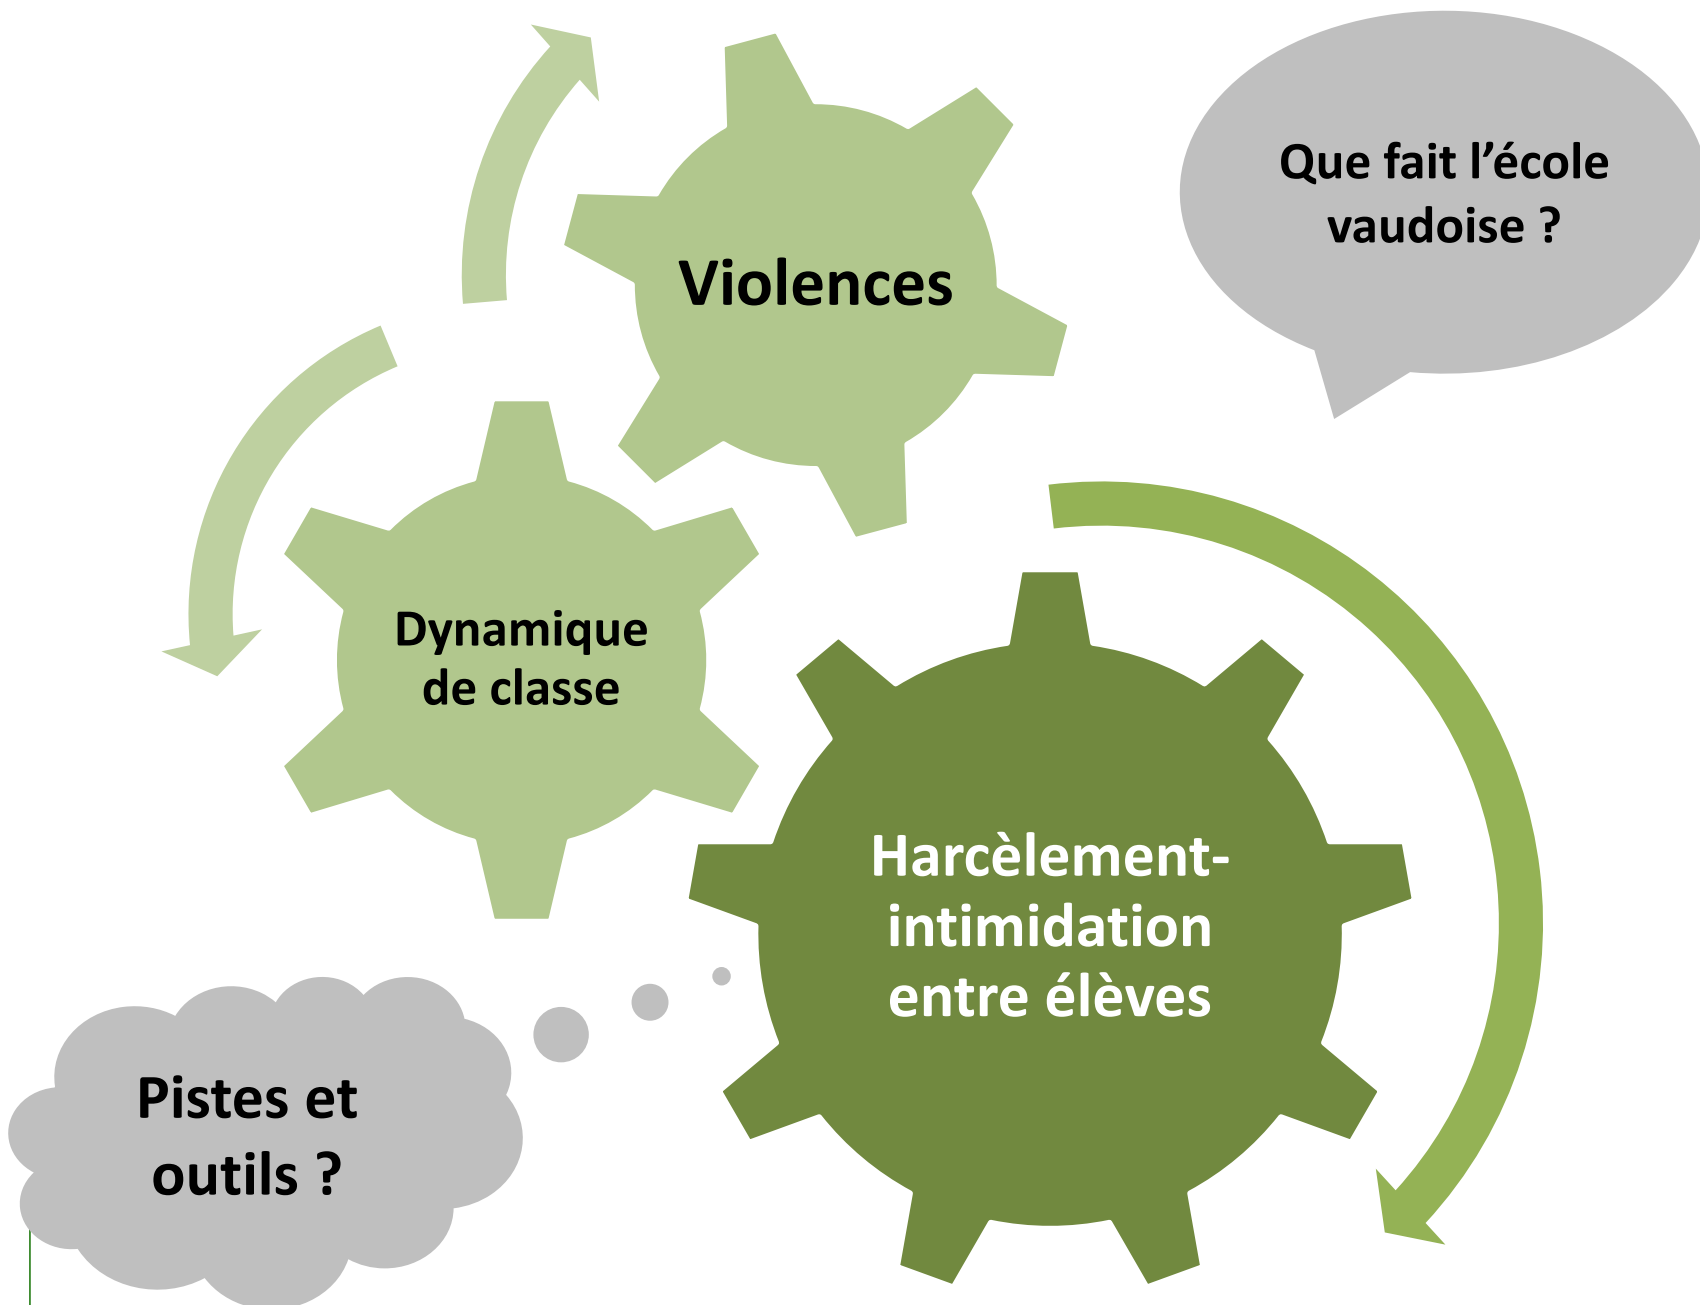 Que fait l’école
vaudoise ?
Violences
Dynamique
de classe
Harcèlement-
intimidation
entre élèves
Pistes et
outils ?